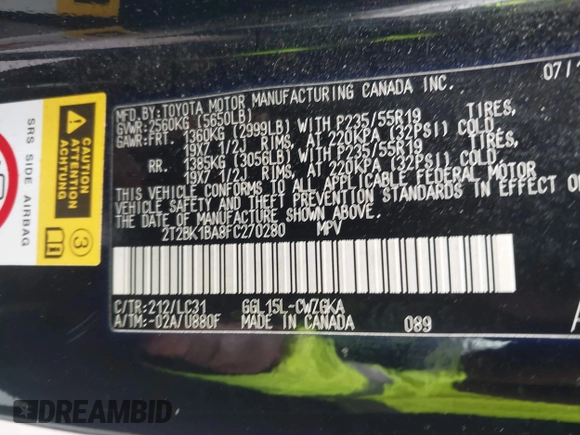 MFD. BY: TOYOTA MOTOR MANUFACTURING CANADA INC. 07/
GVWR: 2560KG (5650LB)
GAWR: FRT. 1360KG (2999LB) WITH P235/55R19 TIRES,
19X7 1/2J RIMS, AT 220KPA (32PSI) COLD
RR. 1385KG (3056LB) WITH P235/55R19 TIRES,
19X7 1/2J RIMS, AT 220KPA (32PSI) COLD
THIS VEHICLE CONFORMS TO ALL APPLICABLE FEDERAL MOTOR
VEHICLE SAFETY AND THEFT PREVENTION STANDARDS IN EFFECT ON
THE DATE OF MANUFACTURE SHOWN ABOVE.
2T2BK1BA8FC270280 MPV
C/TR: 212/LC31 GGL15L-CWZGKA
A/TM: -02A/U880F MADE IN CANADA 089
SRS SIDE AIRBAG
CAUTION
ATTENTION
ACHTUNG
3
DREAMBID